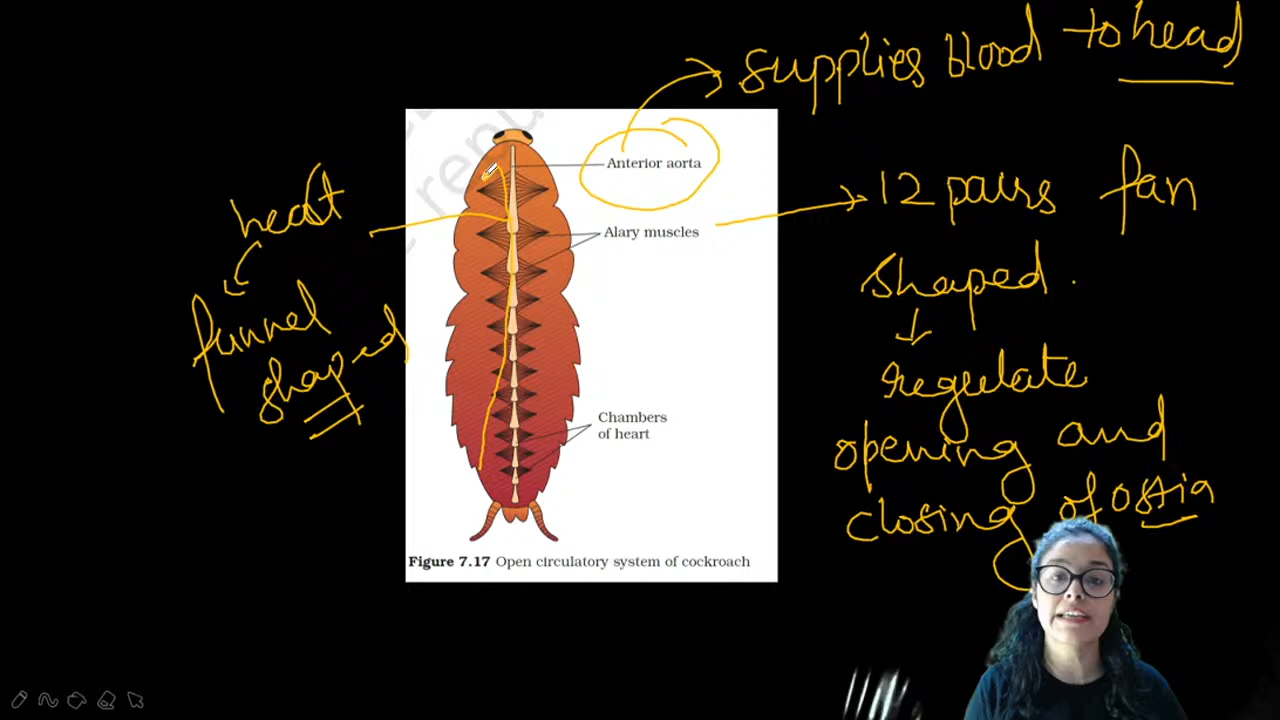 supplies blood to head
Anterior aorta
heart
funnel
shaped
Alary muscles
12 pairs fan
shaped.
regulate
opening and
closing of ostia
Chambers
of heart
Figure 7.17 Open circulatory system of cockroach